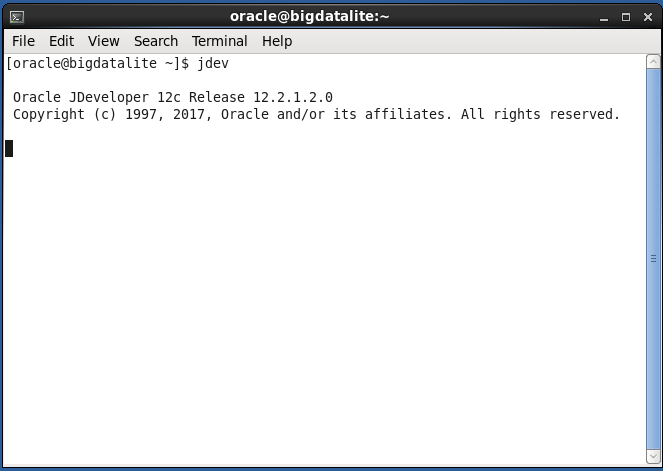 oracle@bigdatalite:~
File Edit View Search Terminal Help
[oracle@bigdatalite ~]$ jdev
Oracle JDeveloper 12c Release 12.2.1.2.0
Copyright (c) 1997, 2017, Oracle and/or its affiliates. All rights reserved.